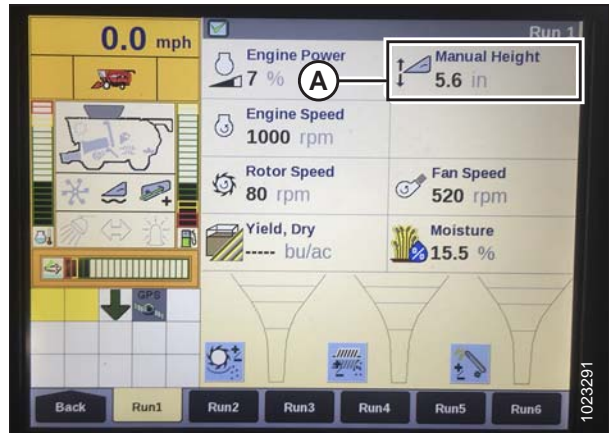 0.0 mph
Run 1
Engine Power
7 %
A
Manual Height
5.6 in
Engine Speed
1000 rpm
Rotor Speed
80 rpm
Fan Speed
520 rpm
Yield, Dry
----- bu/ac
Moisture
%
15.5 %
GPS
Back
Run1
Run2
Run3
Run4
Run5
Run6
1023291